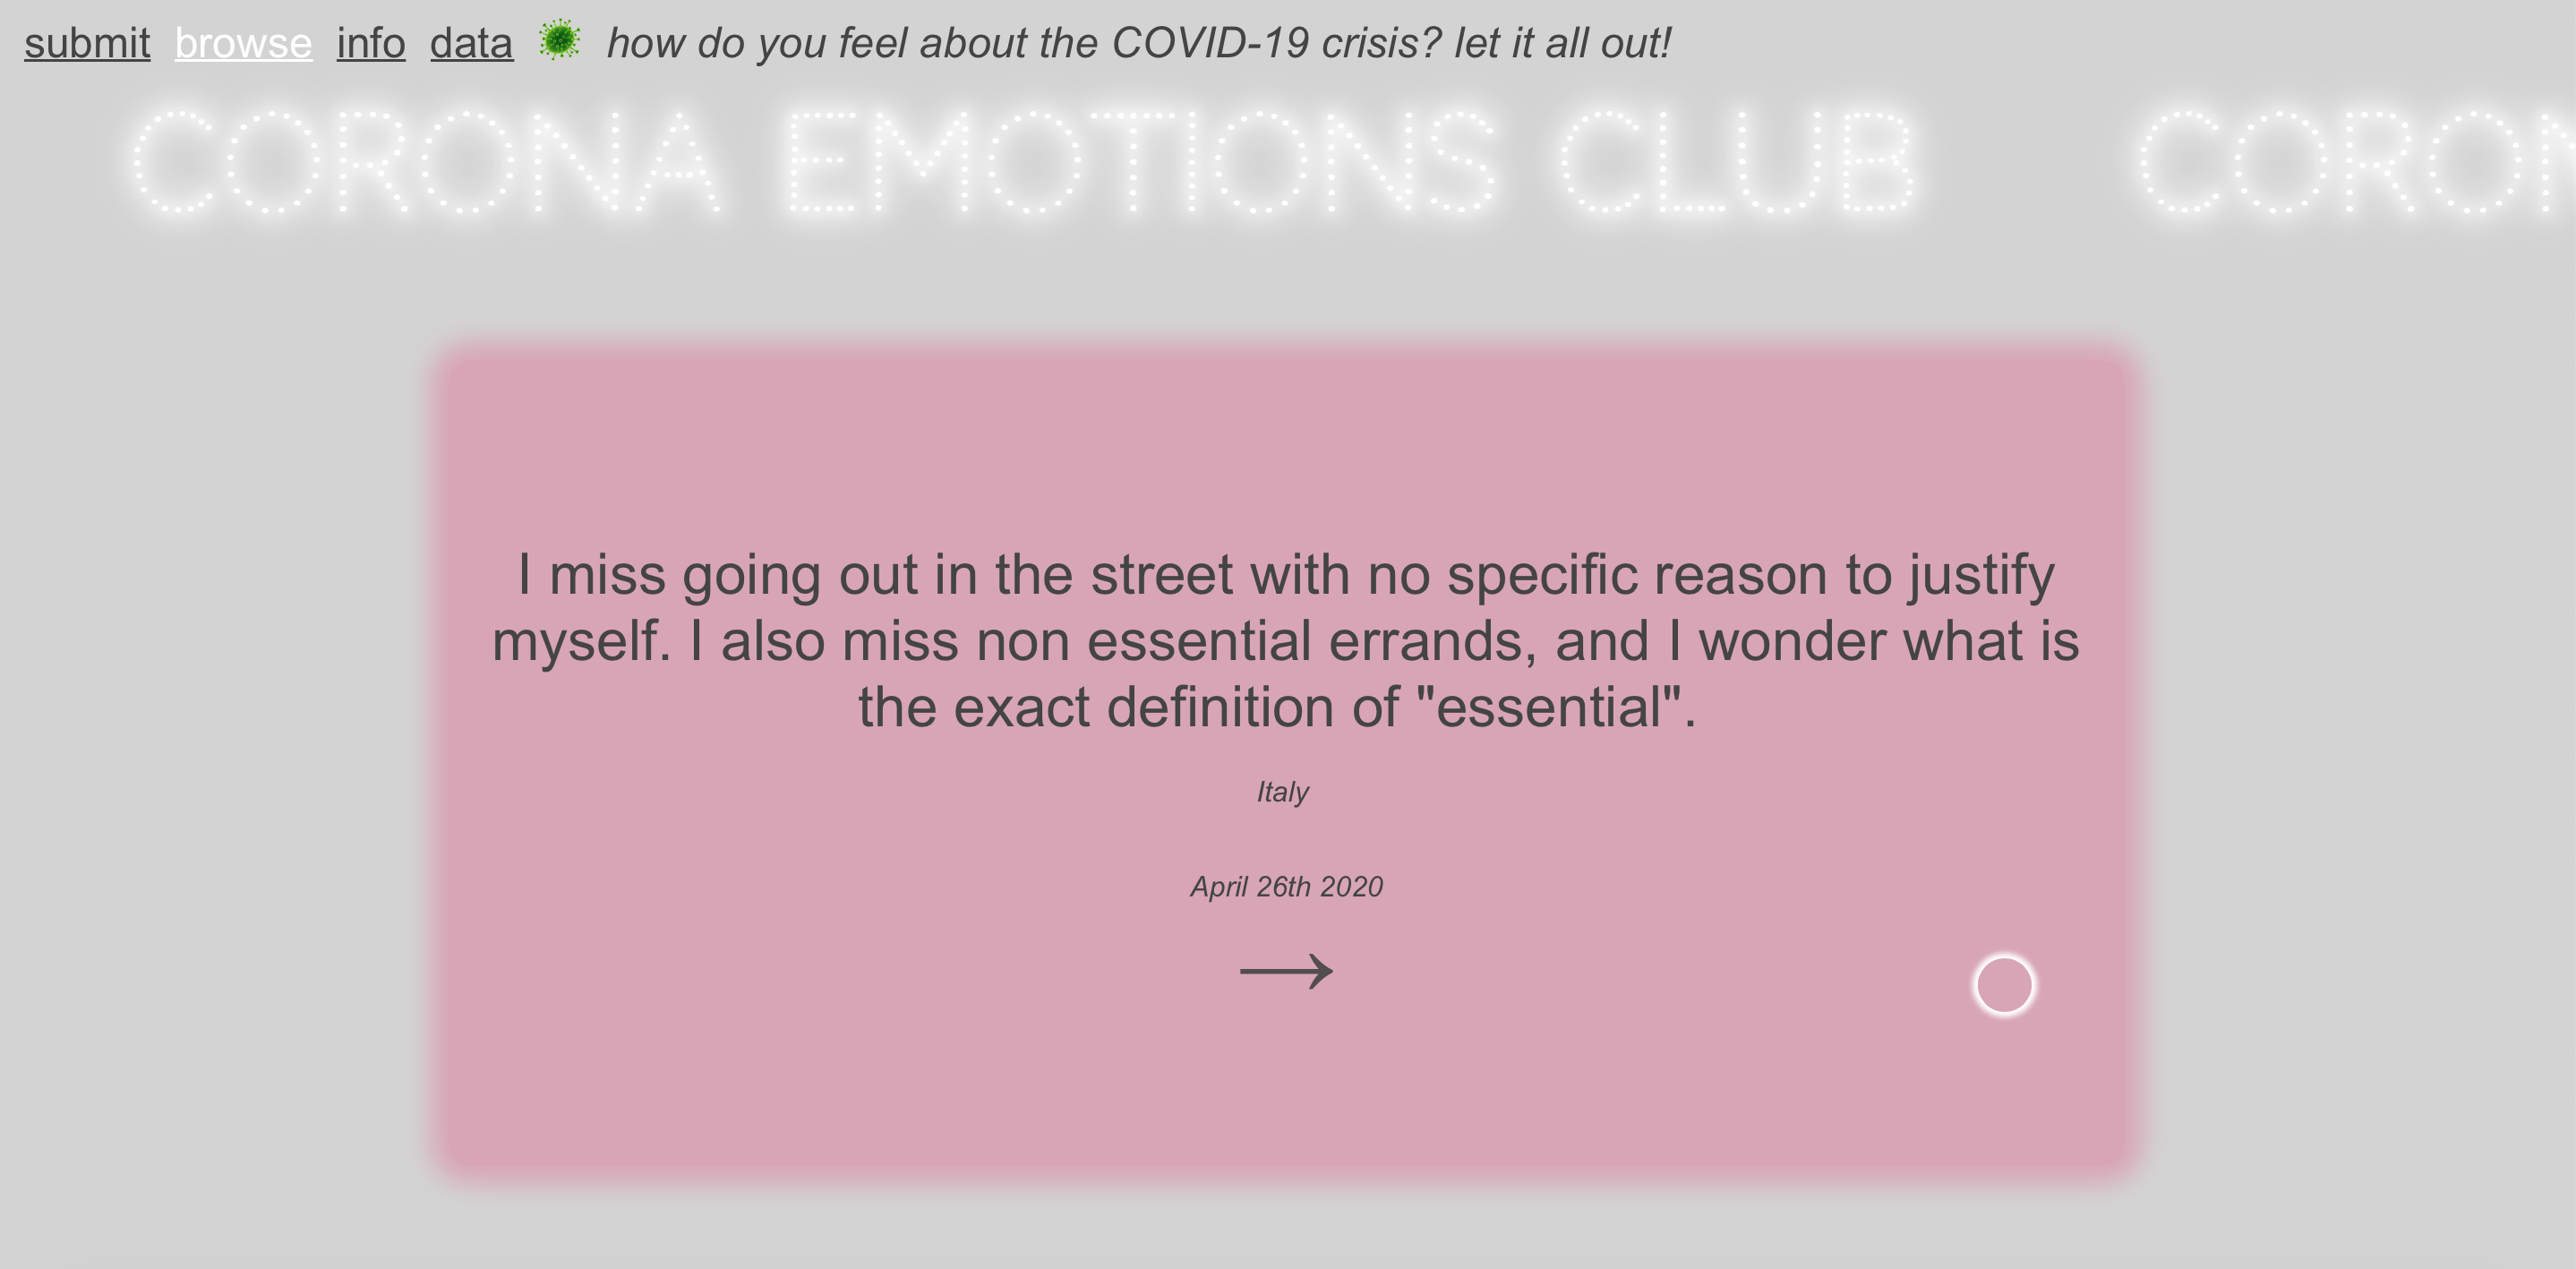 submit browse info data how do you feel about the COVID-19 crisis? let it all out!
CORONA EMOTIONS CLUB CORON
I miss going out in the street with no specific reason to justify
myself. I also miss non essential errands, and I wonder what is
the exact definition of "essential".
Italy
April 26th 2020